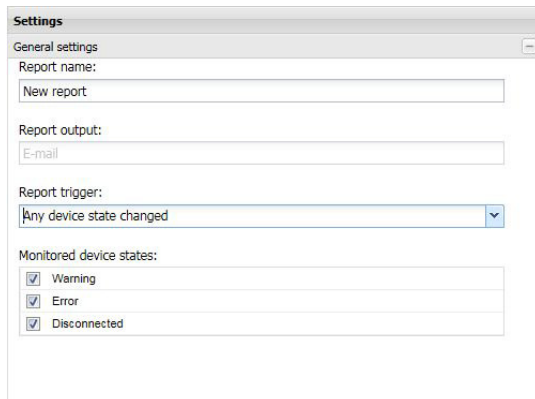 Settings
General settings
Report name:
New report
Report output:
E-mail
Report trigger:
Any device state changed
Monitored device states:
Warning
Error
Disconnected